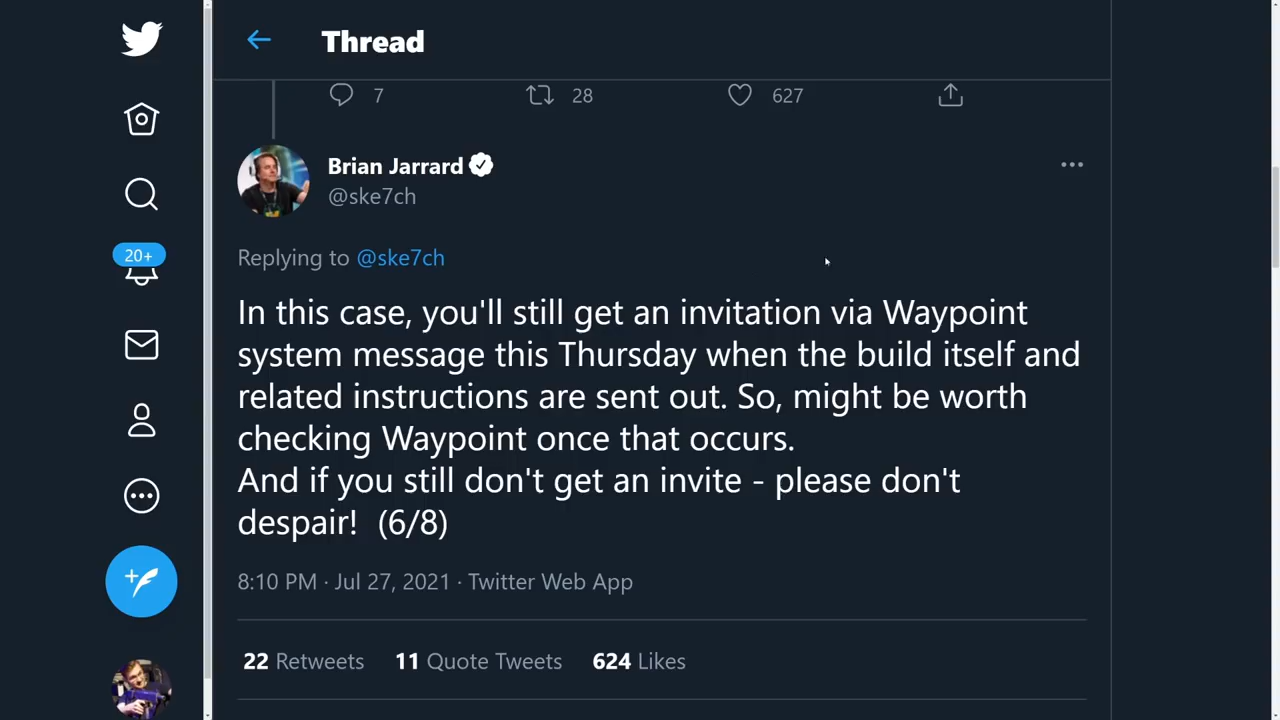 Thread
7 28 627
Brian Jarrard
@ske7ch
20+
Replying to @ske7ch
In this case, you'll still get an invitation via Waypoint
system message this Thursday when the build itself and
related instructions are sent out. So, might be worth
checking Waypoint once that occurs.
And if you still don't get an invite - please don't
despair! (6/8)
8:10 PM · Jul 27, 2021 · Twitter Web App
22 Retweets 11 Quote Tweets 624 Likes